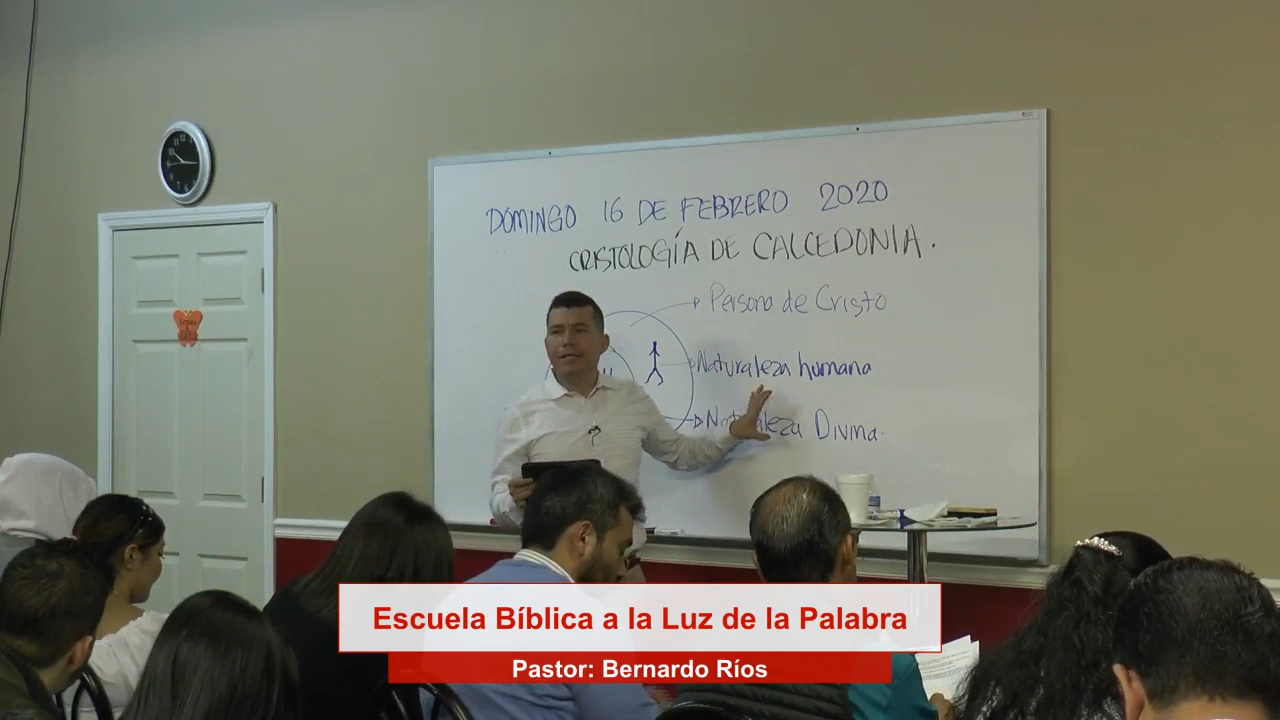 DOMINGO 16 DE FEBRERO 2020
CRISTOLOGÍA DE CALCEDONIA.
Persona de Cristo
Naturaleza humana
Naturaleza Divina.
Escuela Bíblica a la Luz de la Palabra
Pastor: Bernardo Ríos